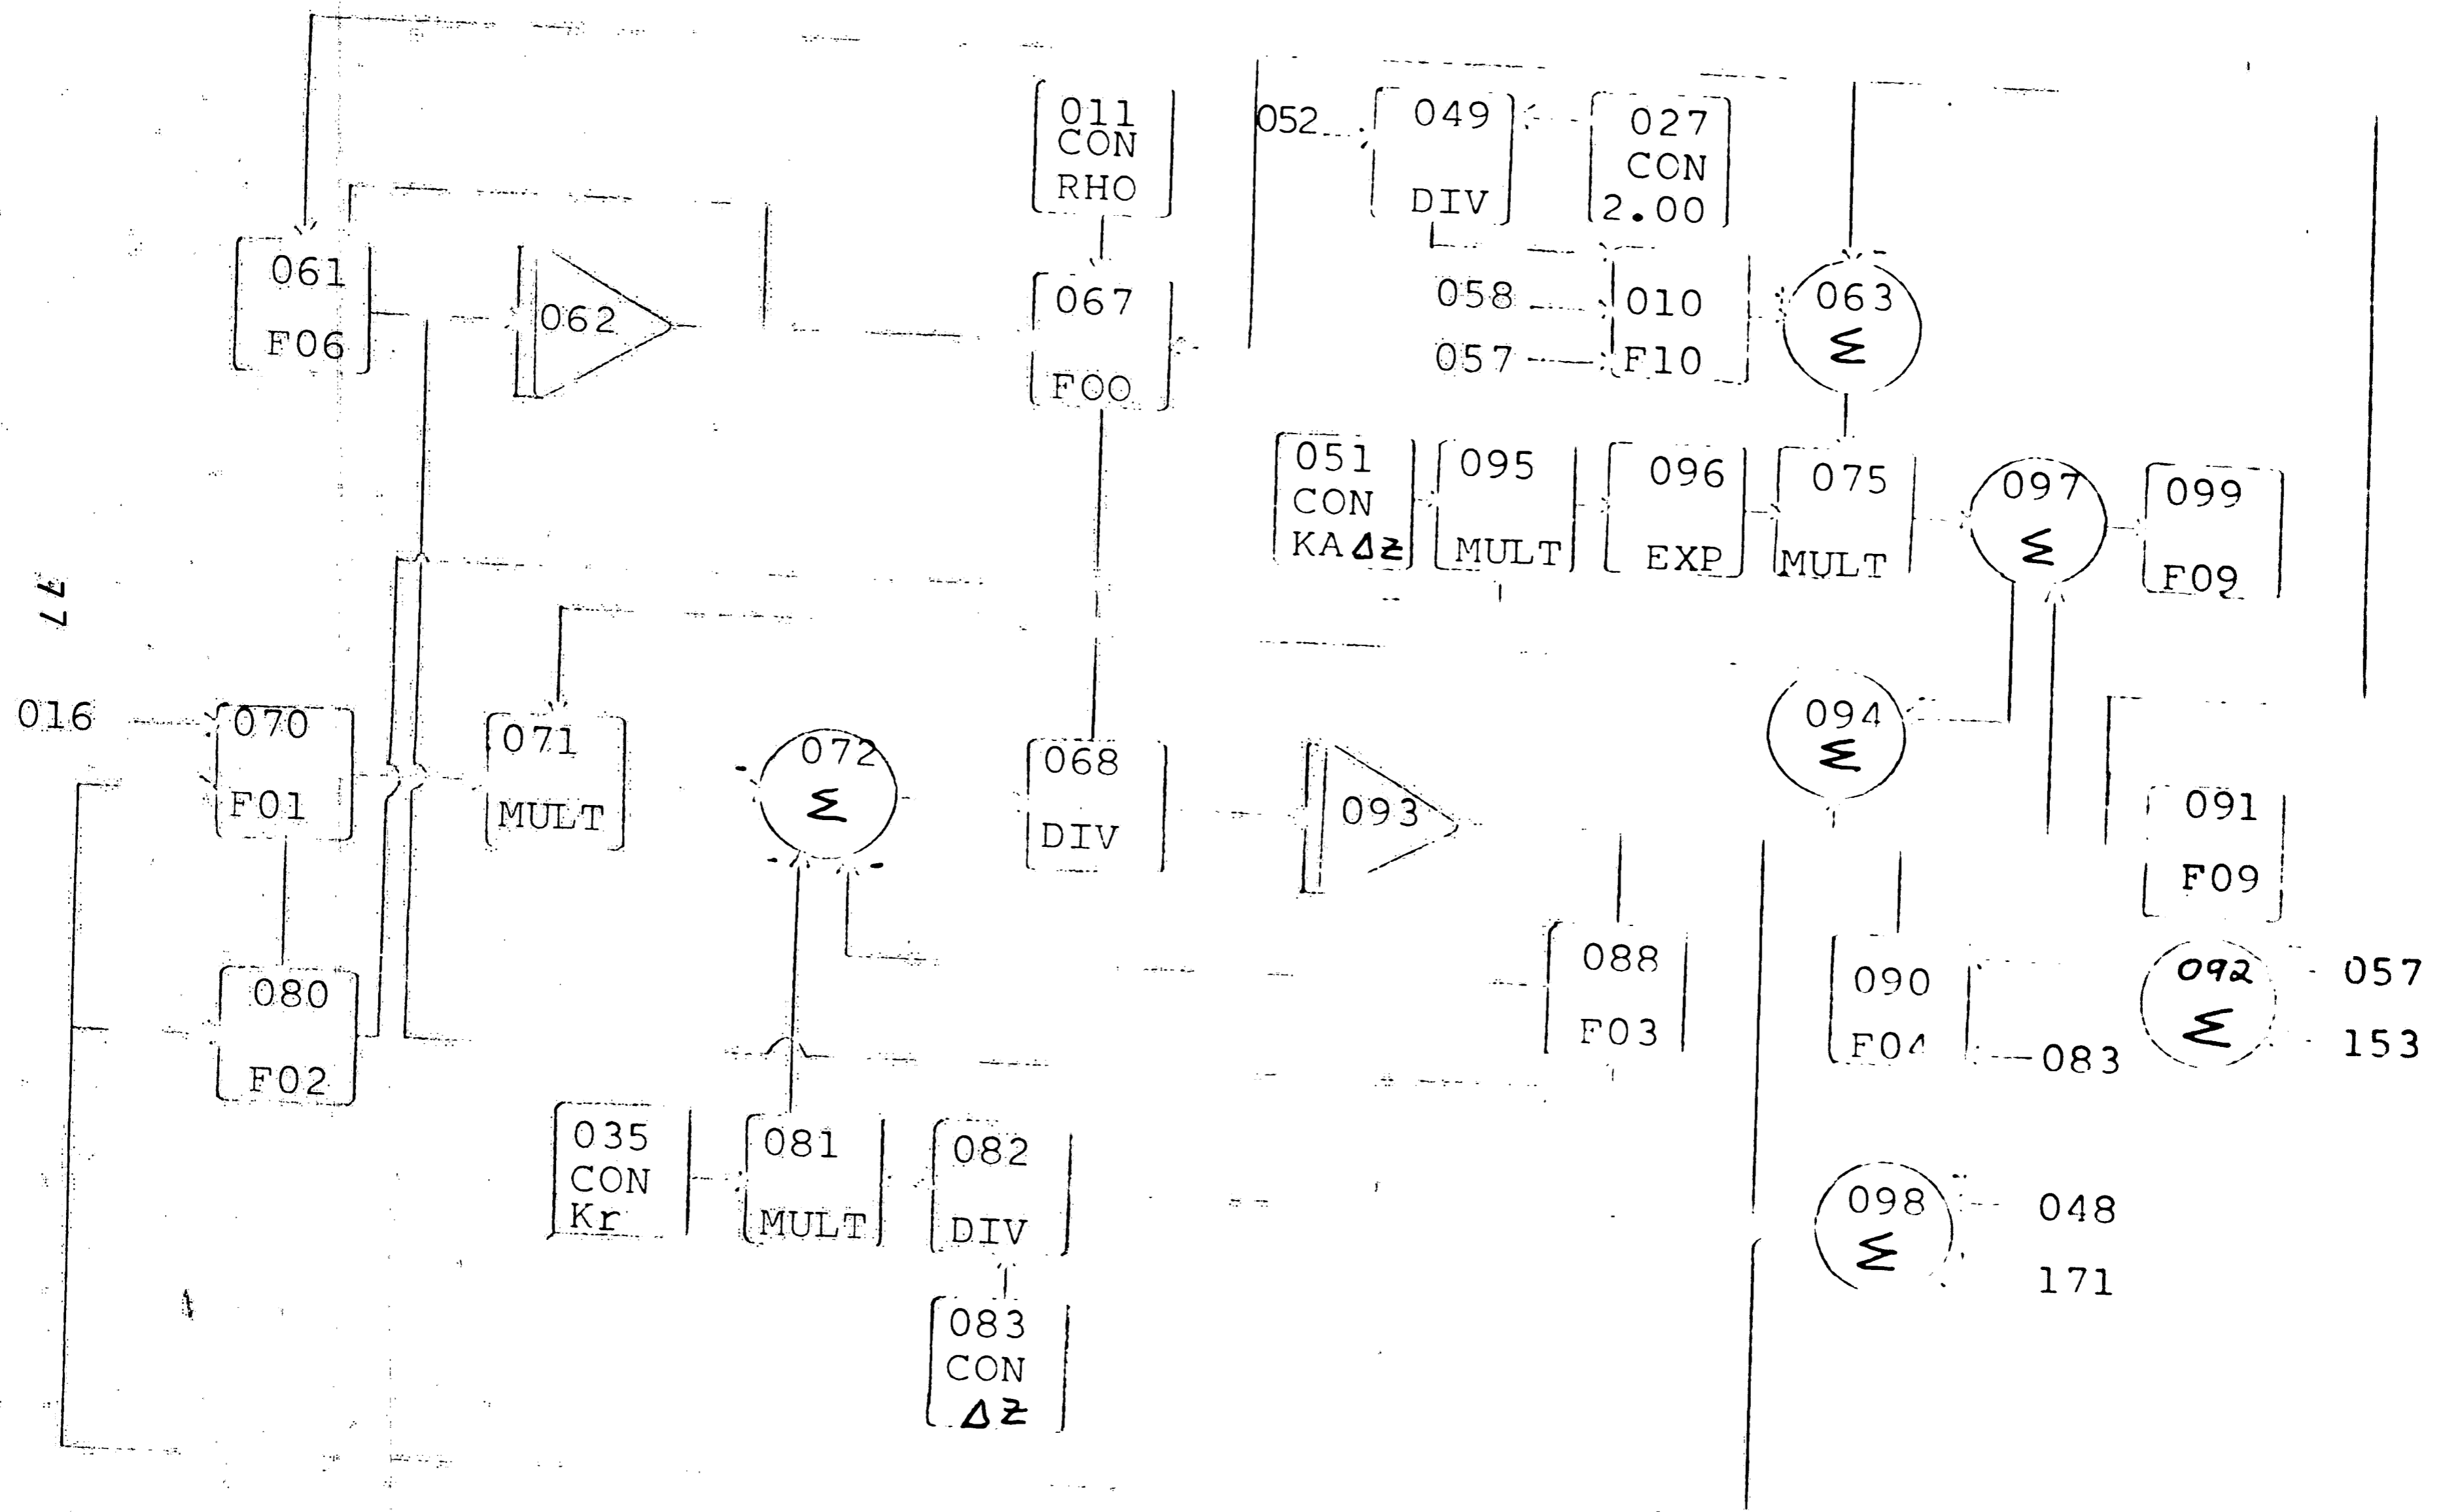 011
CON
RHO
052
049
DIV
027
CON
2.00
061
F06
062
067
F00
058
057
010
F10
063
Σ
051
CON
KAΔZ
095
MULT
096
EXP
075
MULT
097
Σ
099
F09
77
016
070
F01
071
MULT
072
Σ
068
DIV
093
094
Σ
091
F09
080
F02
088
F03
090
F04
083
092
Σ
057
153
035
CON
Kr
081
MULT
082
DIV
083
CON
ΔZ
098
Σ
048
171